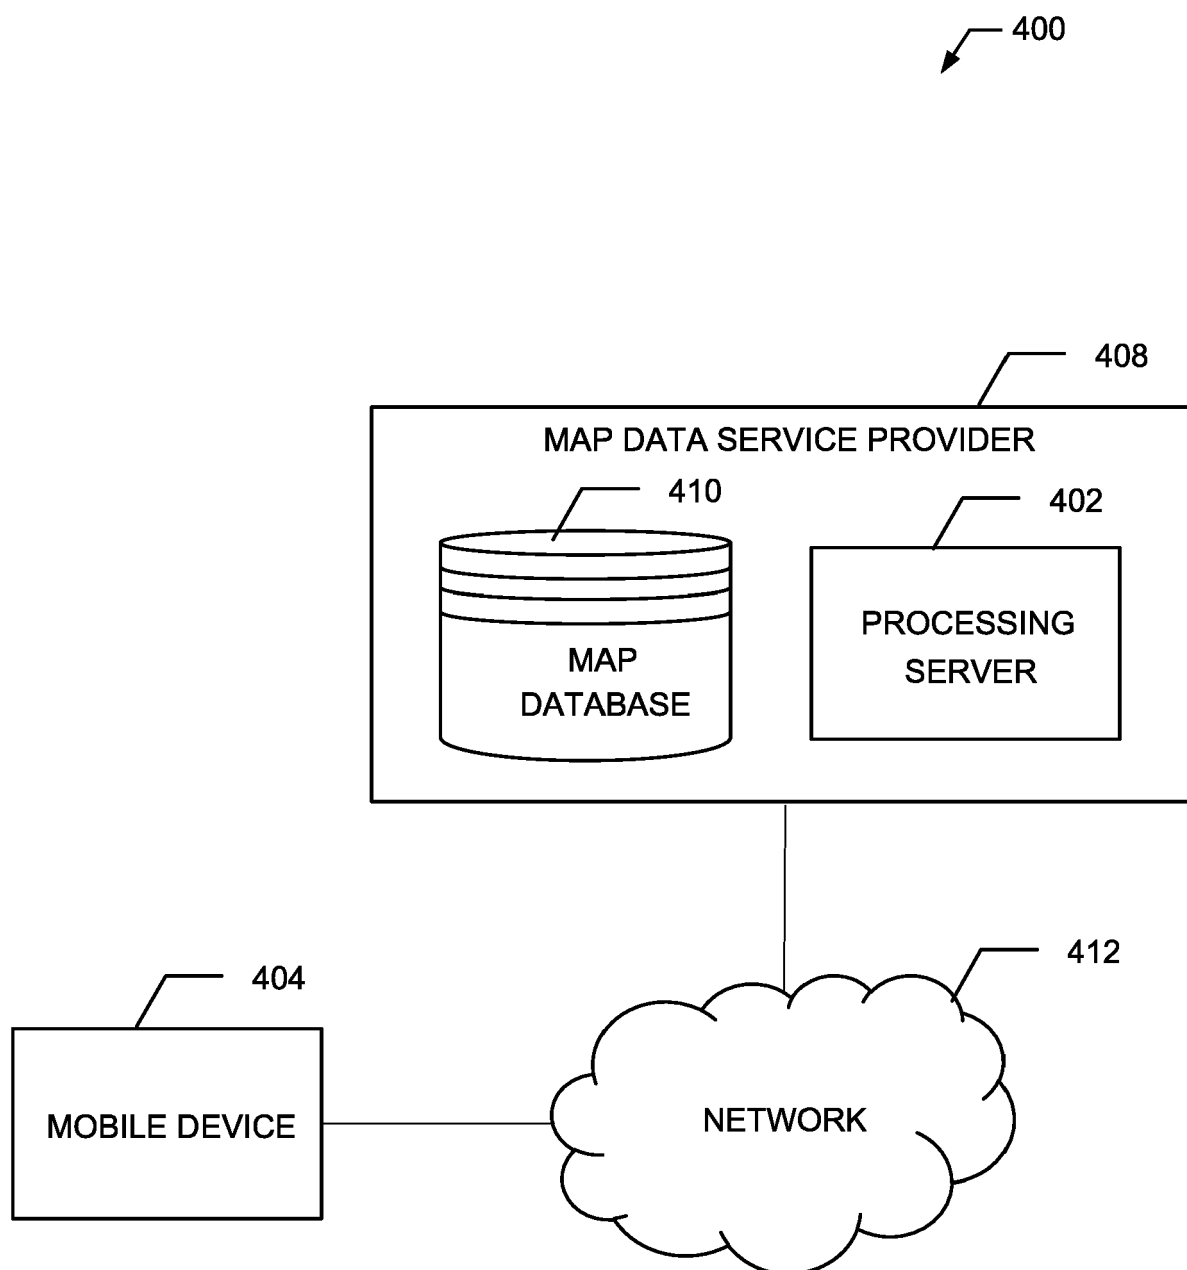 400
408
MAP DATA SERVICE PROVIDER
410
402
MAP
DATABASE
PROCESSING
SERVER
412
404
MOBILE DEVICE
NETWORK